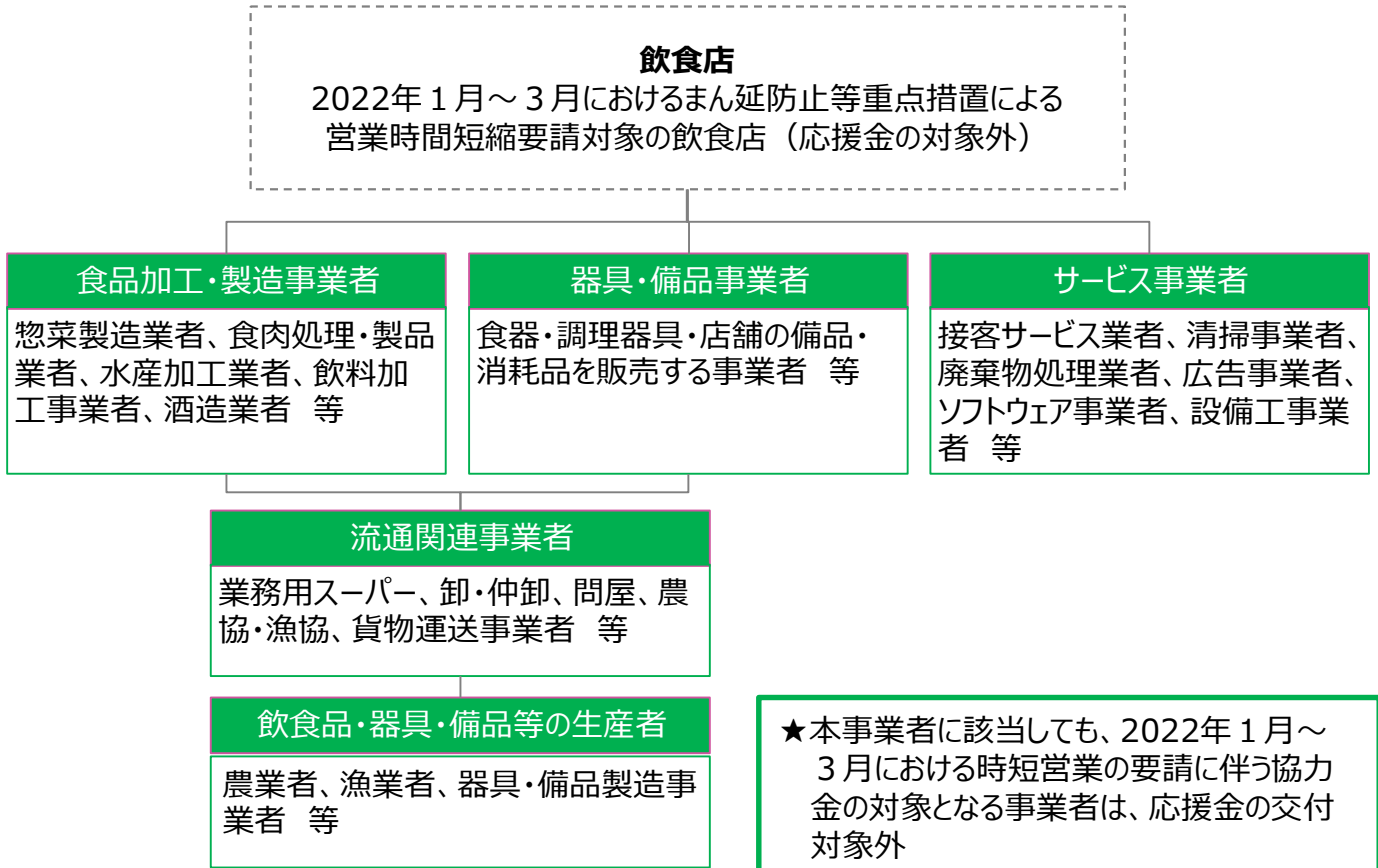 飲食店
2022年１月～３月におけるまん延防止等重点措置による
営業時間短縮要請対象の飲食店（応援金の対象外）
食品加工・製造事業者
惣菜製造業者、食肉処理・製品
業者、水産加工業者、飲料加
工事業者、酒造業者　等
器具・備品事業者
食器・調理器具・店舗の備品・
消耗品を販売する事業者　等
サービス事業者
接客サービス業者、清掃事業者、
廃棄物処理業者、広告事業者、
ソフトウェア事業者、設備工事業
者　等
流通関連事業者
業務用スーパー、卸・仲卸、問屋、農
協・漁協、貨物運送事業者　等
飲食品・器具・備品等の生産者
農業者、漁業者、器具・備品製造事
業者　等
★本事業者に該当しても、2022年１月～
３月における時短営業の要請に伴う協力
金の対象となる事業者は、応援金の交付
対象外